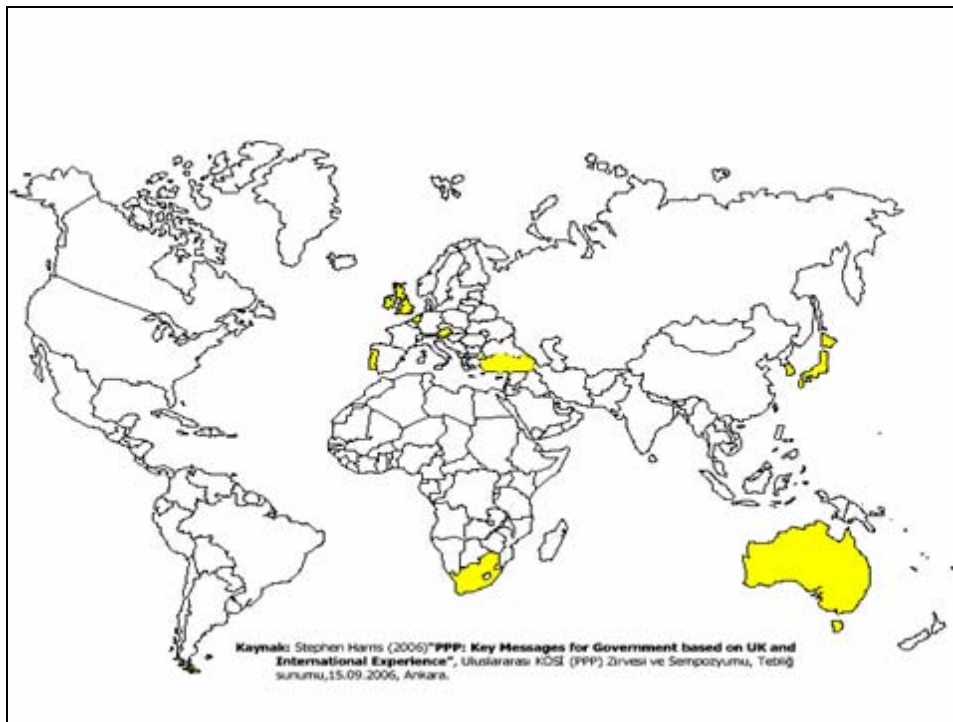 Kaynak: Stephen Harris (2006)"PPP: Key Messages for Government based on UK and
International Experience", Uluslararası KÖSİ (PPP) Zirvesi ve Sempozyumu, Tebliğ
sunumu,15.09.2006, Ankara.